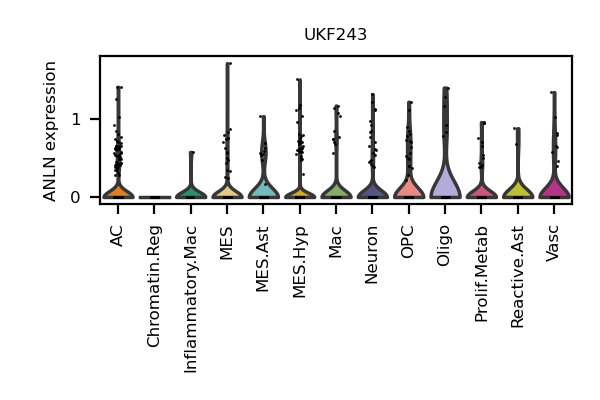 UKF243
ANLN expression
1
0
AC
Chromatin.Reg
Inflammatory.Mac
MES
MES.Ast
MES.Hyp
Mac
Neuron
OPC
Oligo
Prolif.Metab
Reactive.Ast
Vasc